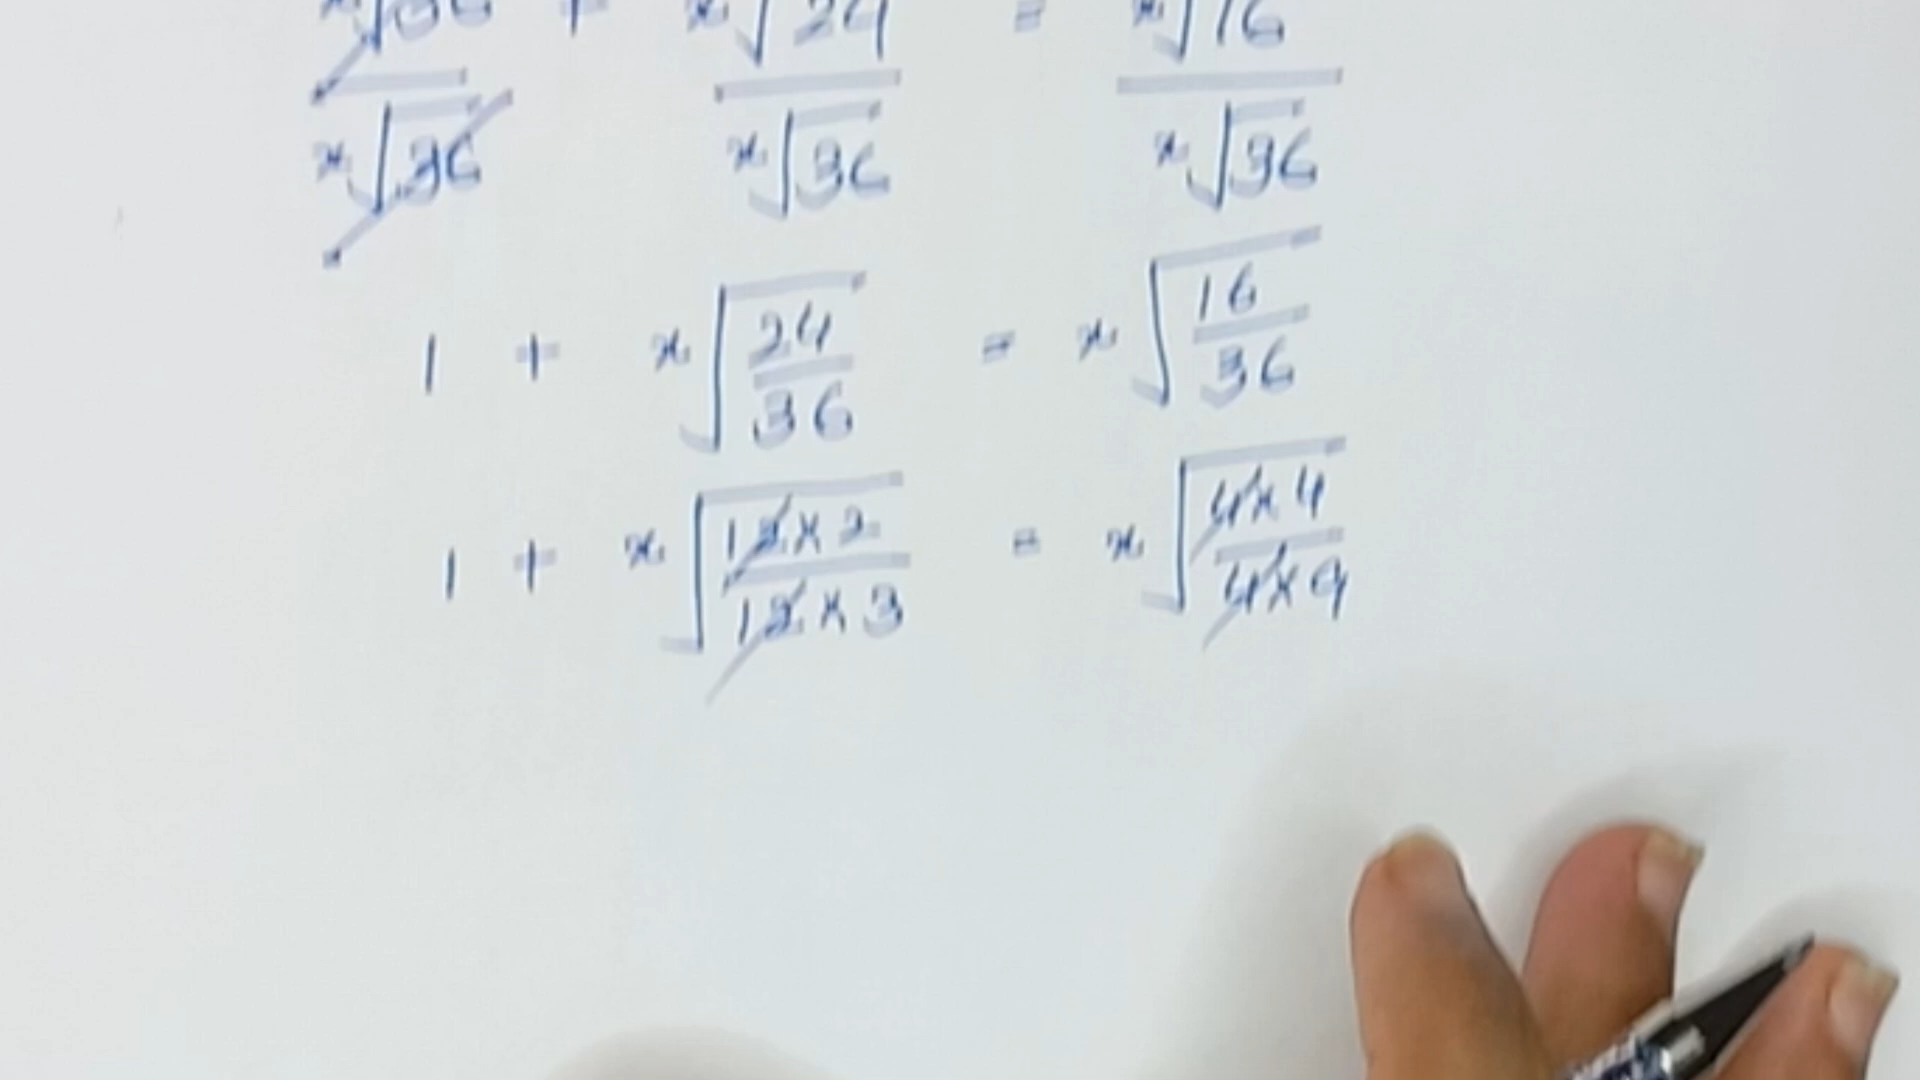 + ˣ√24 = ˣ√16
ˣ√36 ˣ√36 ˣ√36
1 + ˣ√(24/36) = ˣ√(16/36)
1 + ˣ√(12×2/12×3) = ˣ√(4×4/4×9)